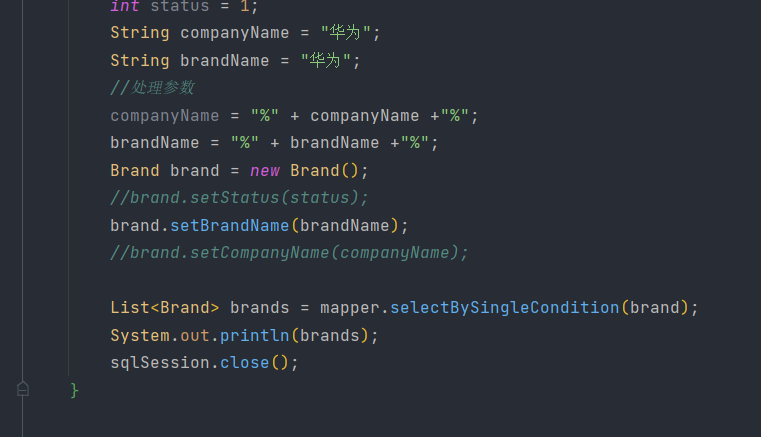 int status = 1;
String companyName = "华为";
String brandName = "华为";
//处理参数
companyName = "%" + companyName +"%";
brandName = "%" + brandName +"%";
Brand brand = new Brand();
//brand.setStatus(status);
brand.setBrandName(brandName);
//brand.setCompanyName(companyName);
List<Brand> brands = mapper.selectBySingleCondition(brand);
System.out.println(brands);
sqlSession.close();
}